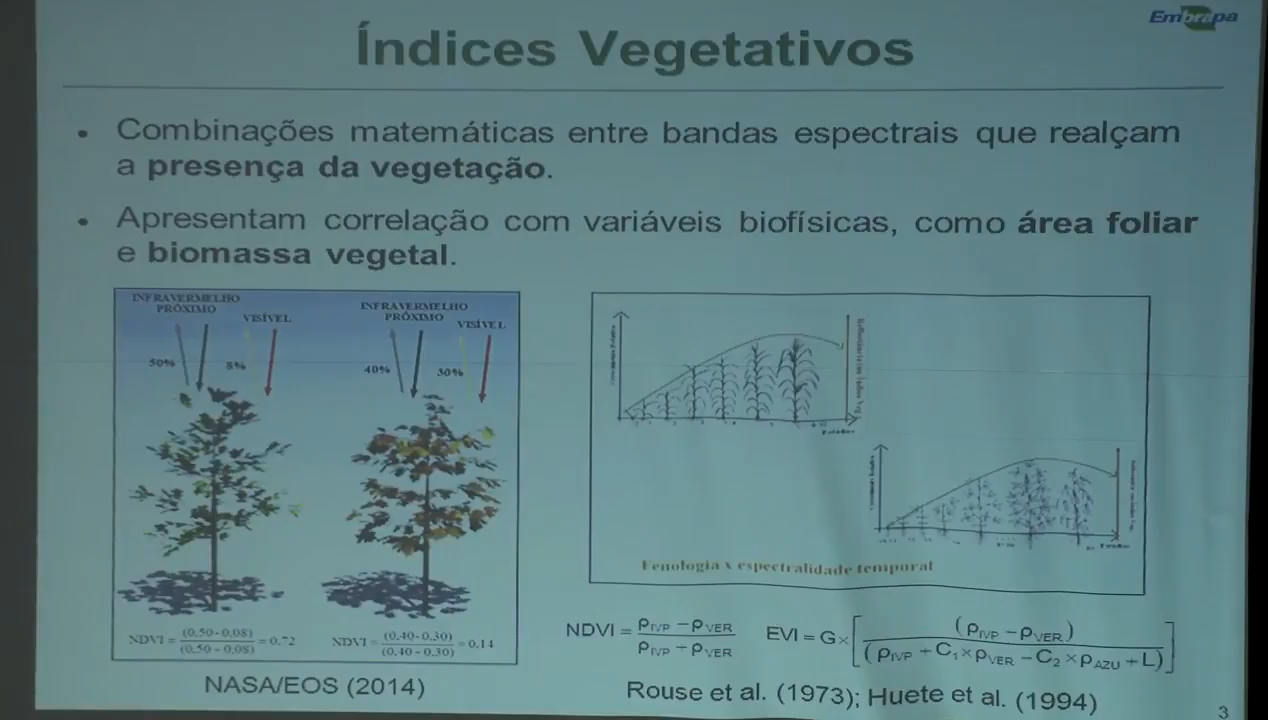 Embrapa
Índices Vegetativos
• Combinações matemáticas entre bandas espectrais que realçam
a presença da vegetação.
• Apresentam correlação com variáveis biofísicas, como área foliar
e biomassa vegetal.
INFRAVERMELHO
PRÓXIMO
VISÍVEL
50%
8%
INFRAVERMELHO
PRÓXIMO
VISÍVEL
40%
30%
NDVI = (0,50-0,08) / (0,50-0,08) = 0,72
NDVI = (0,40-0,30) / (0,40-0,30) = 0,14
NASA/EOS (2014)
Fenologia x espectralidade temporal
NDVI = ρIVP − ρVER / ρIVP + ρVER
EVI = G × [ (ρIVP − ρVER) / (ρIVP + C1 × ρVER − C2 × ρAZU + L) ]
Rouse et al. (1973); Huete et al. (1994)
3